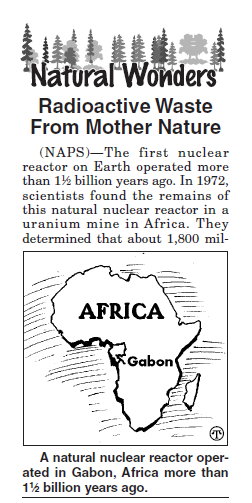 Natural Wonders
Radioactive Waste
From Mother Nature
(NAPS)—The first nuclear
reactor on Earth operated more
than 1½ billion years ago. In 1972,
scientists found the remains of
this natural nuclear reactor in a
uranium mine in Africa. They
determined that about 1,800 mil-
AFRICA
Gabon
T
A natural nuclear reactor oper-
ated in Gabon, Africa more than
1½ billion years ago.